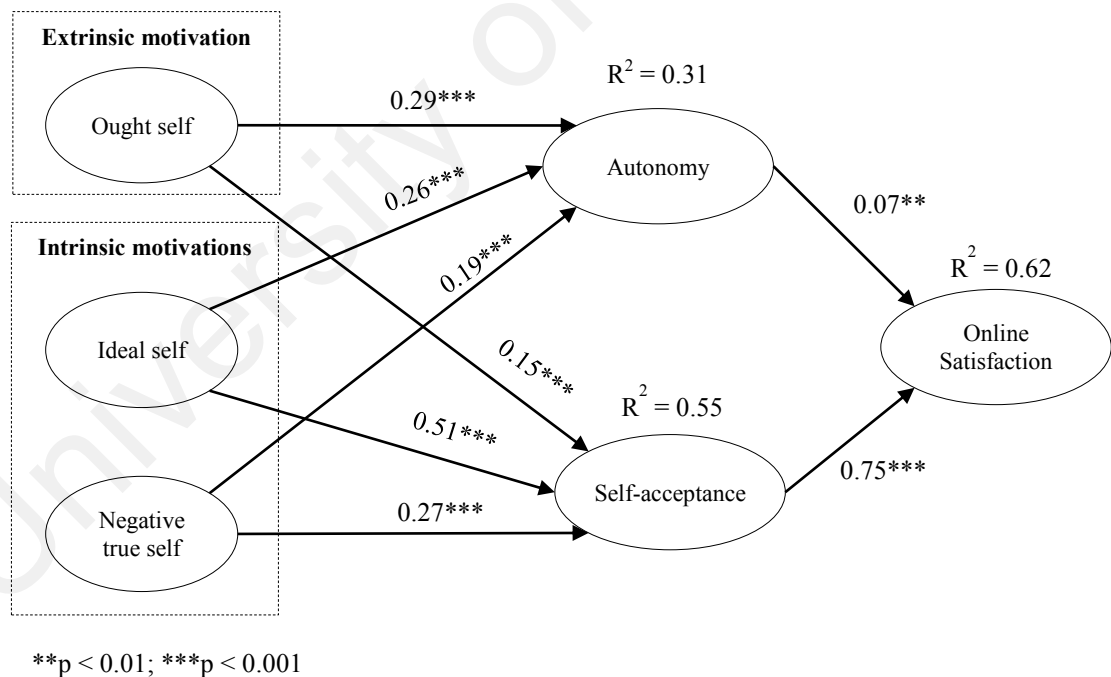 Extrinsic motivation
Ought self
Intrinsic motivations
Ideal self
Negative
true self
0.29***
0.26***
0.19***
0.15***
0.51***
0.27***
R² = 0.31
Autonomy
R² = 0.55
Self-acceptance
0.07**
0.75***
R² = 0.62
Online
Satisfaction
**p < 0.01; ***p < 0.001
University o